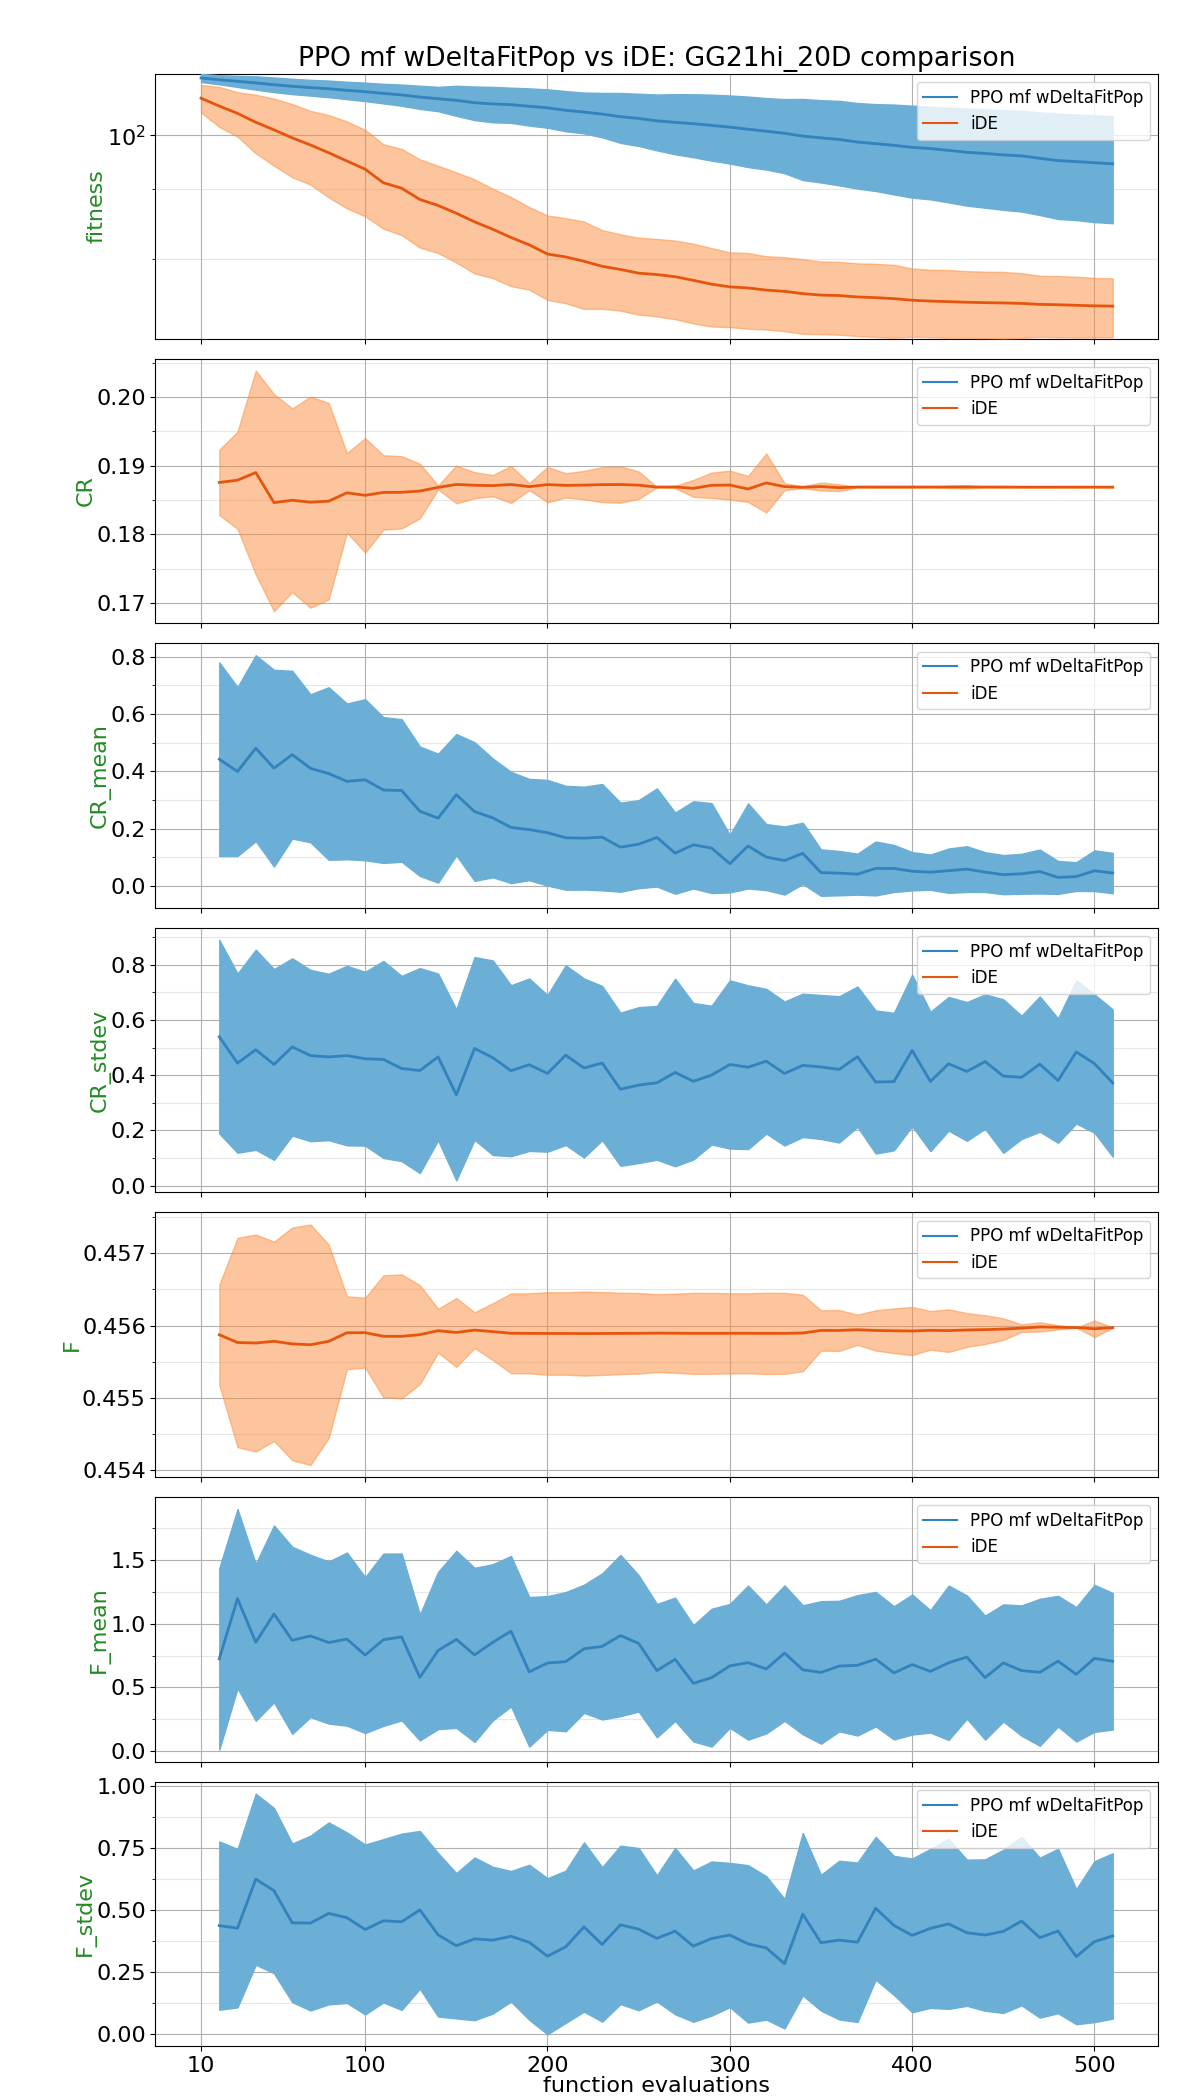 PPO mf wDeltaFitPop vs iDE: GG21hi_20D comparison
10²
fitness
PPO mf wDeltaFitPop
iDE
0.20
0.19
0.18
0.17
CR
PPO mf wDeltaFitPop
iDE
0.8
0.6
0.4
0.2
0.0
CR_mean
PPO mf wDeltaFitPop
iDE
0.8
0.6
0.4
0.2
0.0
CR_stdev
PPO mf wDeltaFitPop
iDE
0.457
0.456
0.455
0.454
F
PPO mf wDeltaFitPop
iDE
1.5
1.0
0.5
0.0
F_mean
PPO mf wDeltaFitPop
iDE
1.00
0.75
0.50
0.25
0.00
F_stdev
PPO mf wDeltaFitPop
iDE
10 100 200 300 400 500
function evaluations